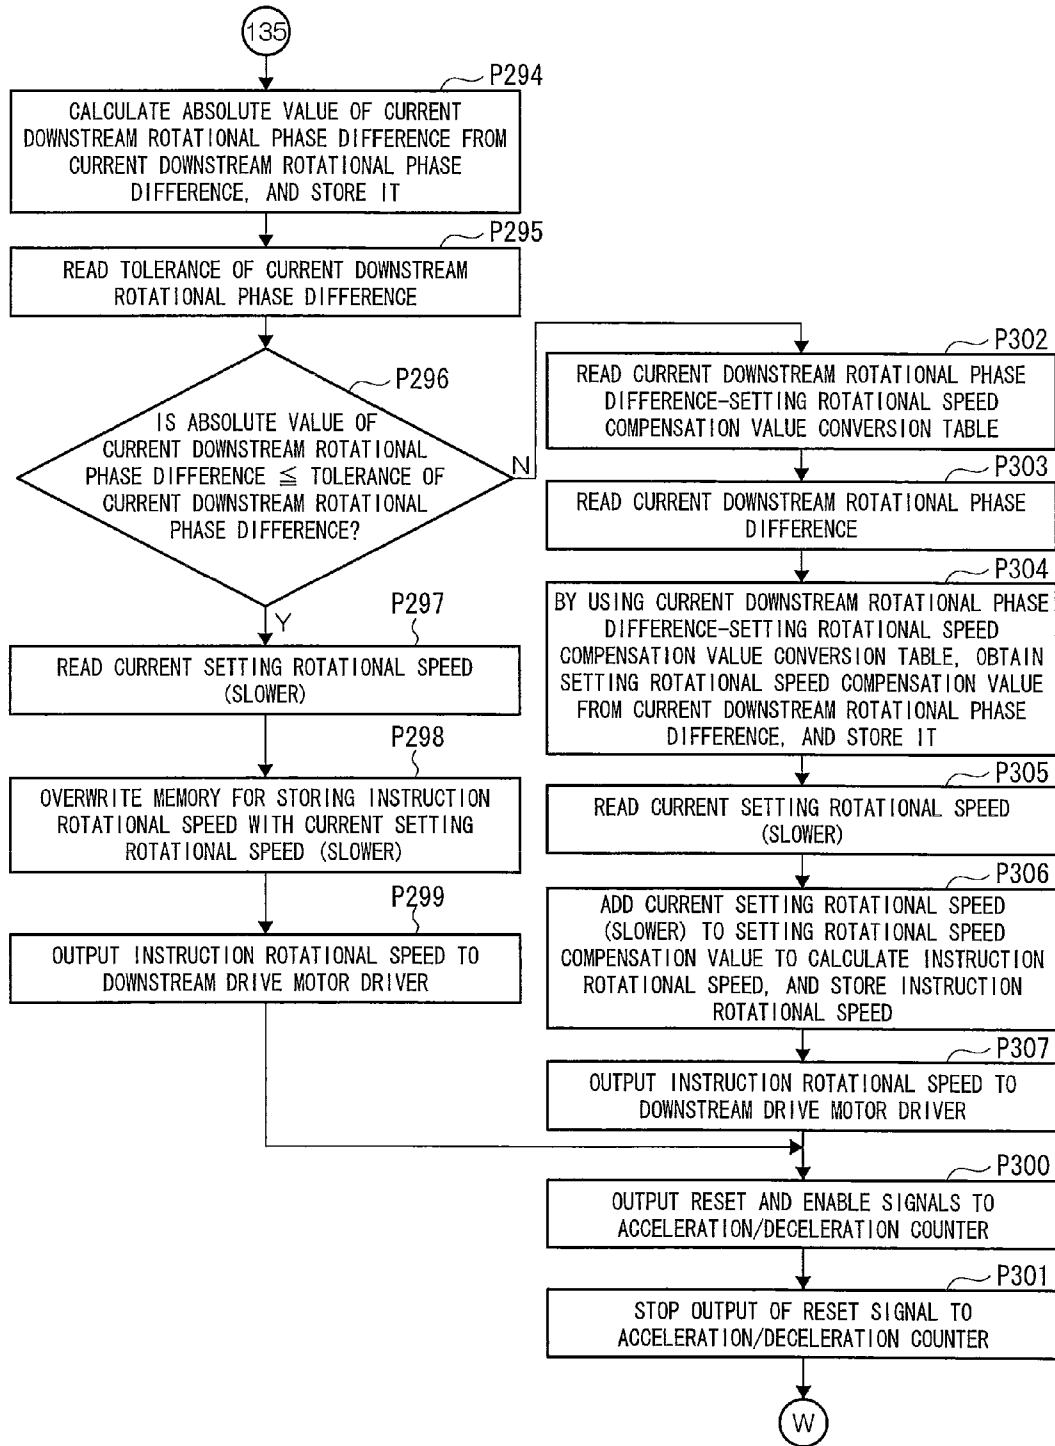 135
P294
CALCULATE ABSOLUTE VALUE OF CURRENT
DOWNSTREAM ROTATIONAL PHASE DIFFERENCE FROM
CURRENT DOWNSTREAM ROTATIONAL PHASE
DIFFERENCE, AND STORE IT
P295
READ TOLERANCE OF CURRENT DOWNSTREAM
ROTATIONAL PHASE DIFFERENCE
P296
IS ABSOLUTE VALUE OF
CURRENT DOWNSTREAM ROTATIONAL
PHASE DIFFERENCE ≦ TOLERANCE OF
CURRENT DOWNSTREAM ROTATIONAL
PHASE DIFFERENCE?
N
Y
P297
READ CURRENT SETTING ROTATIONAL SPEED
(SLOWER)
P298
OVERWRITE MEMORY FOR STORING INSTRUCTION
ROTATIONAL SPEED WITH CURRENT SETTING
ROTATIONAL SPEED (SLOWER)
P299
OUTPUT INSTRUCTION ROTATIONAL SPEED TO
DOWNSTREAM DRIVE MOTOR DRIVER
P302
READ CURRENT DOWNSTREAM ROTATIONAL PHASE
DIFFERENCE-SETTING ROTATIONAL SPEED
COMPENSATION VALUE CONVERSION TABLE
P303
READ CURRENT DOWNSTREAM ROTATIONAL PHASE
DIFFERENCE
P304
BY USING CURRENT DOWNSTREAM ROTATIONAL PHASE
DIFFERENCE-SETTING ROTATIONAL SPEED
COMPENSATION VALUE CONVERSION TABLE, OBTAIN
SETTING ROTATIONAL SPEED COMPENSATION VALUE
FROM CURRENT DOWNSTREAM ROTATIONAL PHASE
DIFFERENCE, AND STORE IT
P305
READ CURRENT SETTING ROTATIONAL SPEED
(SLOWER)
P306
ADD CURRENT SETTING ROTATIONAL SPEED
(SLOWER) TO SETTING ROTATIONAL SPEED
COMPENSATION VALUE TO CALCULATE INSTRUCTION
ROTATIONAL SPEED, AND STORE INSTRUCTION
ROTATIONAL SPEED
P307
OUTPUT INSTRUCTION ROTATIONAL SPEED TO
DOWNSTREAM DRIVE MOTOR DRIVER
P300
OUTPUT RESET AND ENABLE SIGNALS TO
ACCELERATION/DECELERATION COUNTER
P301
STOP OUTPUT OF RESET SIGNAL TO
ACCELERATION/DECELERATION COUNTER
W